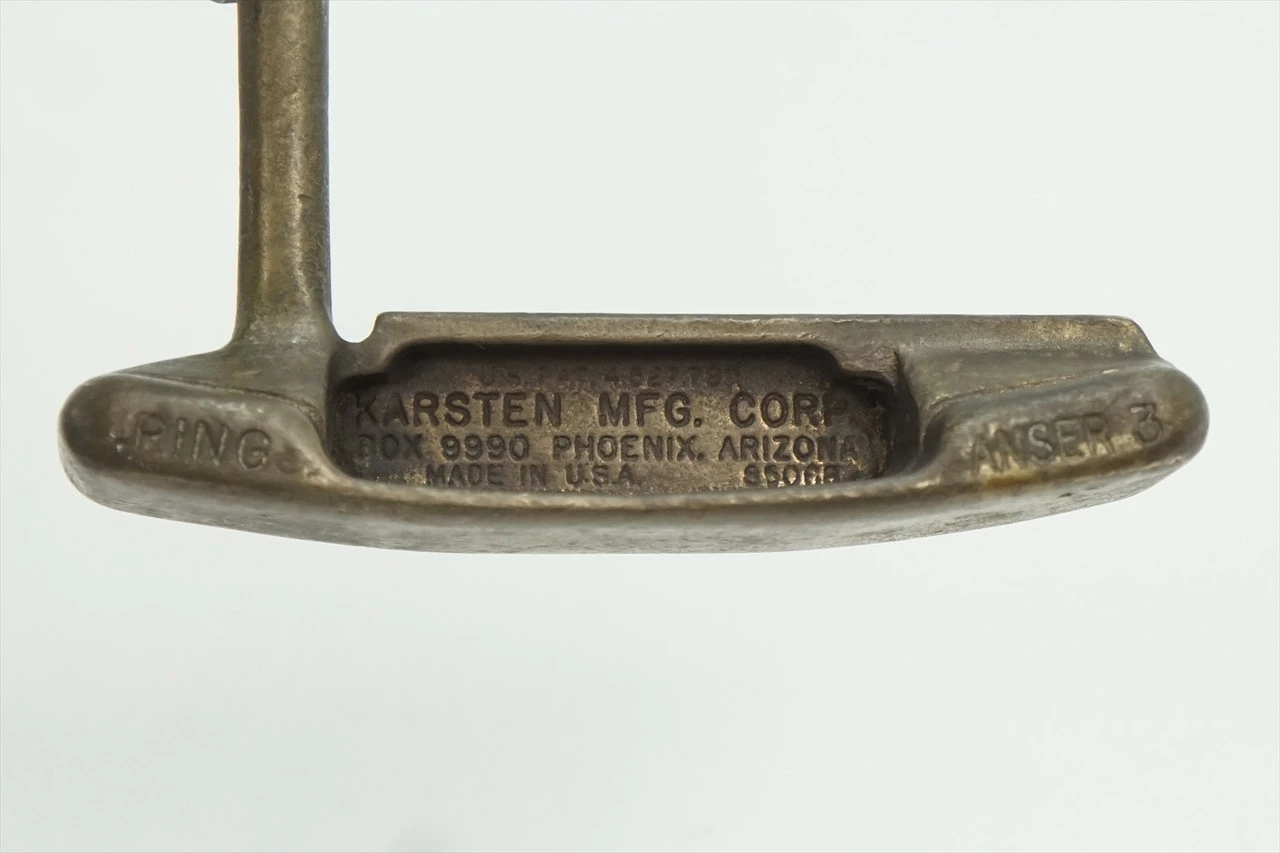 KARSTEN MFG. CORP
BOX 9990 PHOENIX, ARIZONA
MADE IN U.S.A.
PING
ANSER 3